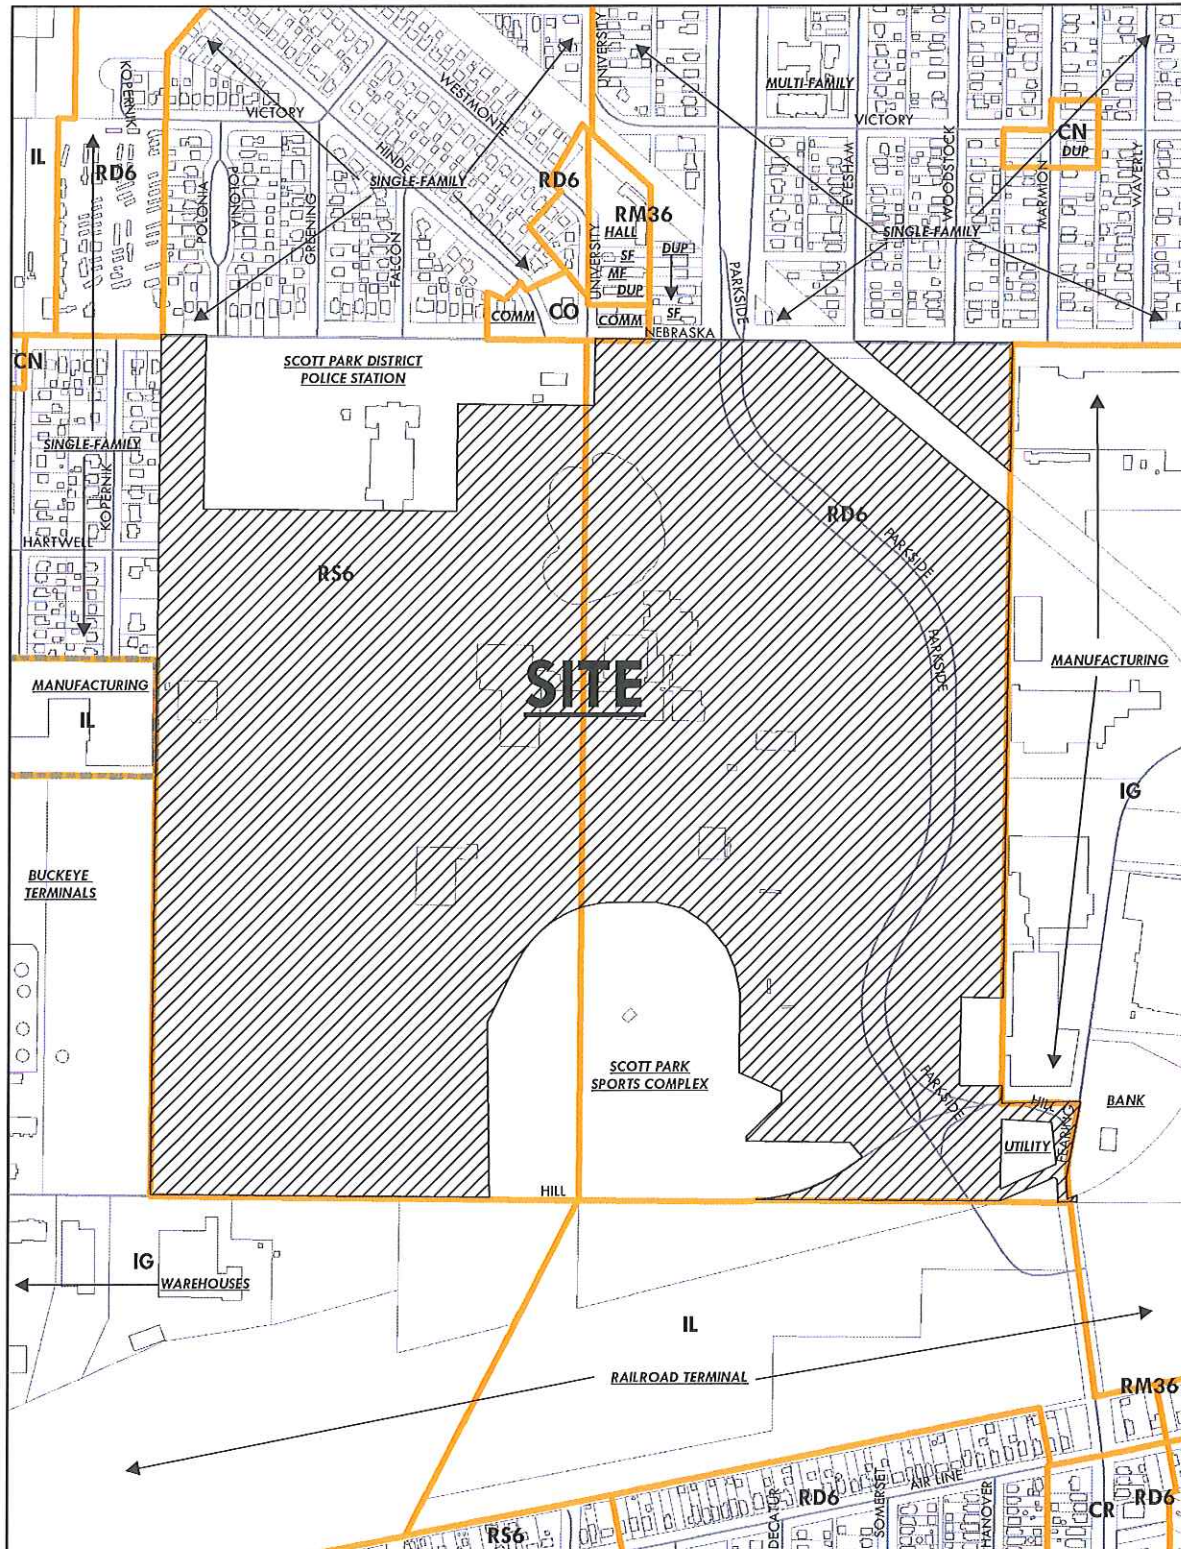 KOPERNIK
VICTORY
WESTMONTE
UNIVERSITY
MULTI-FAMILY
VICTORY
IL
RD6
HINDE
SINGLE-FAMILY
RD6
EVESHAM
WOODSTOCK
CN
DUP
MARMION
WAVERLY
POLONIA
POLONIA
GREENING
FALCON
RM36
HALL
SF
MF
DUP
DUP
UNIVERSITY
SINGLE-FAMILY
PARKSIDE
COMM
CO
COMM
SF
NEBRASKA
CN
SCOTT PARK DISTRICT
POLICE STATION
SINGLE-FAMILY
KOPERNIK
HARTWELL
RS6
RD6
PARKSIDE
PARKSIDE
SITE
MANUFACTURING
IL
MANUFACTURING
IG
BUCKEYE
TERMINALS
SCOTT PARK
SPORTS COMPLEX
PARKSIDE
HILL
FEARING
BANK
UTILITY
HILL
IG
WAREHOUSES
IL
RAILROAD TERMINAL
RM36
AIR LINE
DECATUR
RD6
SOMERSET
HANOVER
CR
RD6
RS6